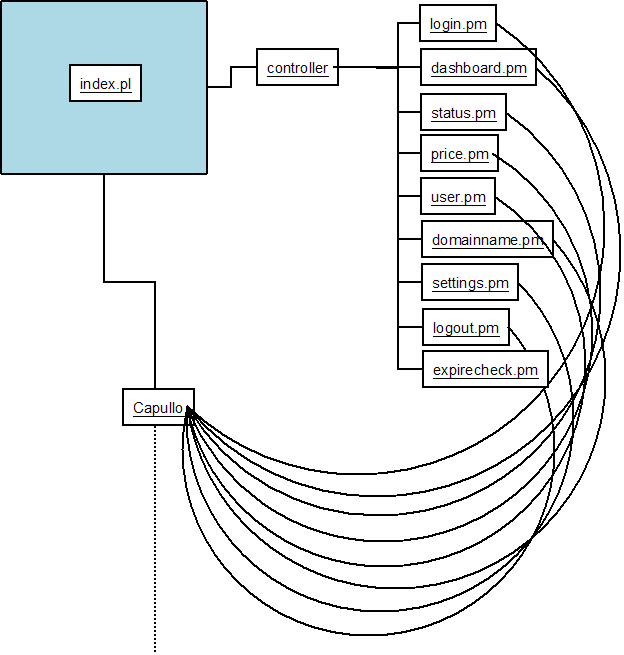 index.pl
controller
login.pm
dashboard.pm
status.pm
price.pm
user.pm
domainname.pm
settings.pm
logout.pm
expirecheck.pm
Capullo